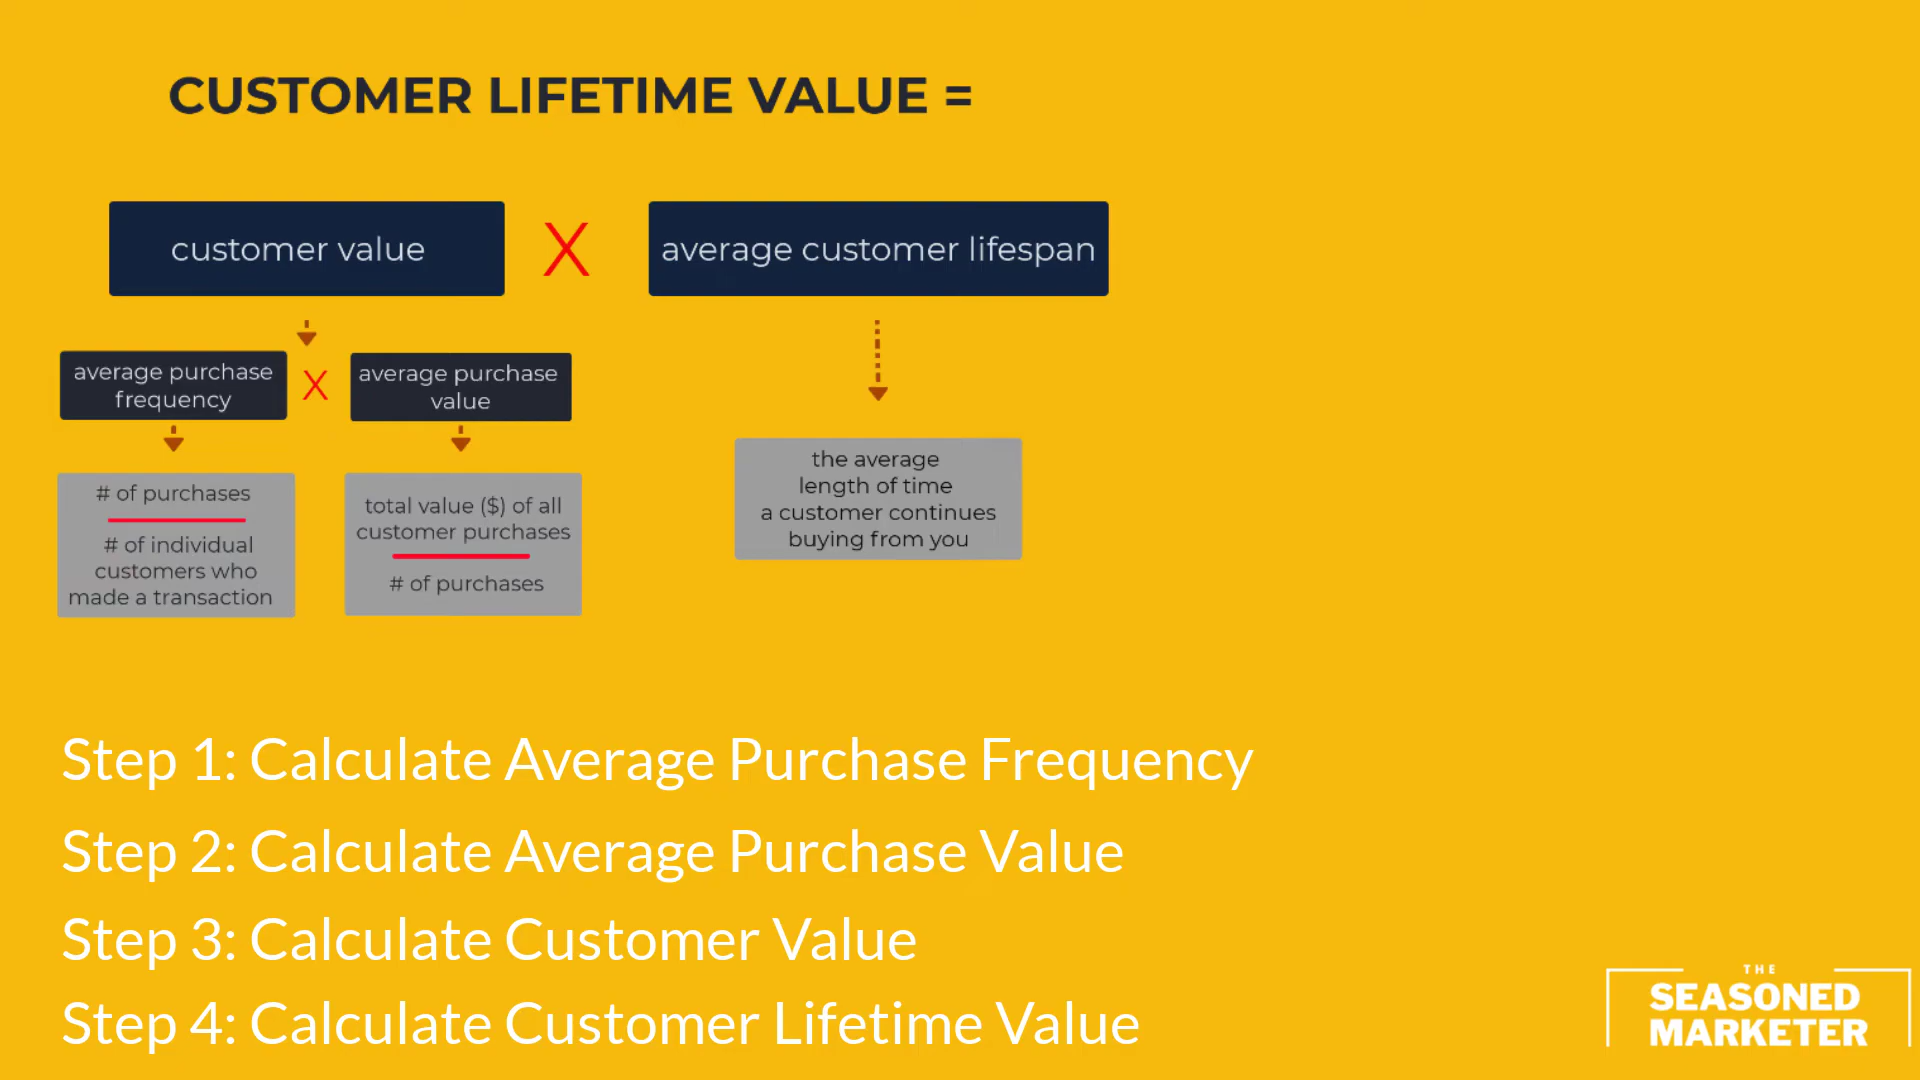 CUSTOMER LIFETIME VALUE =
customer value
X
average customer lifespan
average purchase
frequency
X
average purchase
value
# of purchases
# of individual
customers who
made a transaction
total value ($) of all
customer purchases
# of purchases
the average
length of time
a customer continues
buying from you
Step 1: Calculate Average Purchase Frequency
Step 2: Calculate Average Purchase Value
Step 3: Calculate Customer Value
Step 4: Calculate Customer Lifetime Value
THE
SEASONED
MARKETER